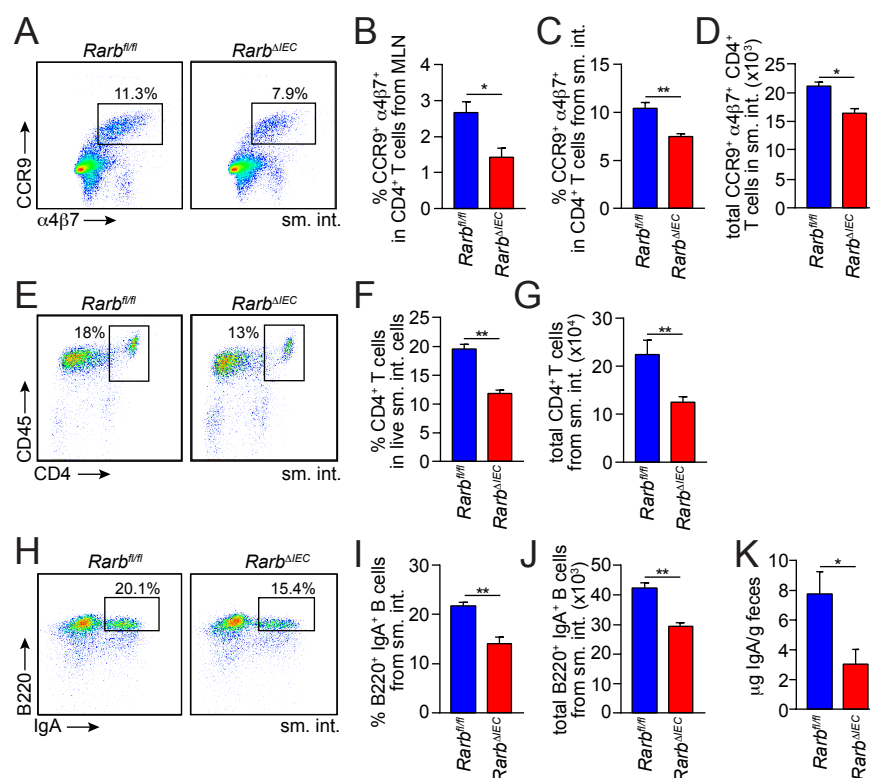 A
Rarbfl/fl
RarbΔIEC
11.3%
7.9%
CCR9
α4β7
sm. int.
B
% CCR9+ α4β7+
in CD4+ T cells from MLN
4
3
2
1
0
*
Rarbfl/fl
RarbΔIEC
C
% CCR9+ α4β7+
in CD4+ T cells from sm. int.
15
10
5
0
**
Rarbfl/fl
RarbΔIEC
D
total CCR9+ α4β7+ CD4+
T cells in sm. int. (x10³)
25
20
15
10
5
0
*
Rarbfl/fl
RarbΔIEC
E
Rarbfl/fl
RarbΔIEC
18%
13%
CD45
CD4
sm. int.
F
% CD4+ T cells
in live sm. int. cells
25
20
15
10
5
0
**
Rarbfl/fl
RarbΔIEC
G
total CD4+ T cells
from sm. int. (x10⁴)
30
20
10
0
**
Rarbfl/fl
RarbΔIEC
H
Rarbfl/fl
RarbΔIEC
20.1%
15.4%
B220
IgA
sm. int.
I
% B220+ IgA+ B cells
from sm. int.
30
20
10
0
**
Rarbfl/fl
RarbΔIEC
J
total B220+ IgA+ B cells
from sm. int. (x10³)
50
40
30
20
10
0
**
Rarbfl/fl
RarbΔIEC
K
μg IgA/g feces
10
8
6
4
2
0
*
Rarbfl/fl
RarbΔIEC